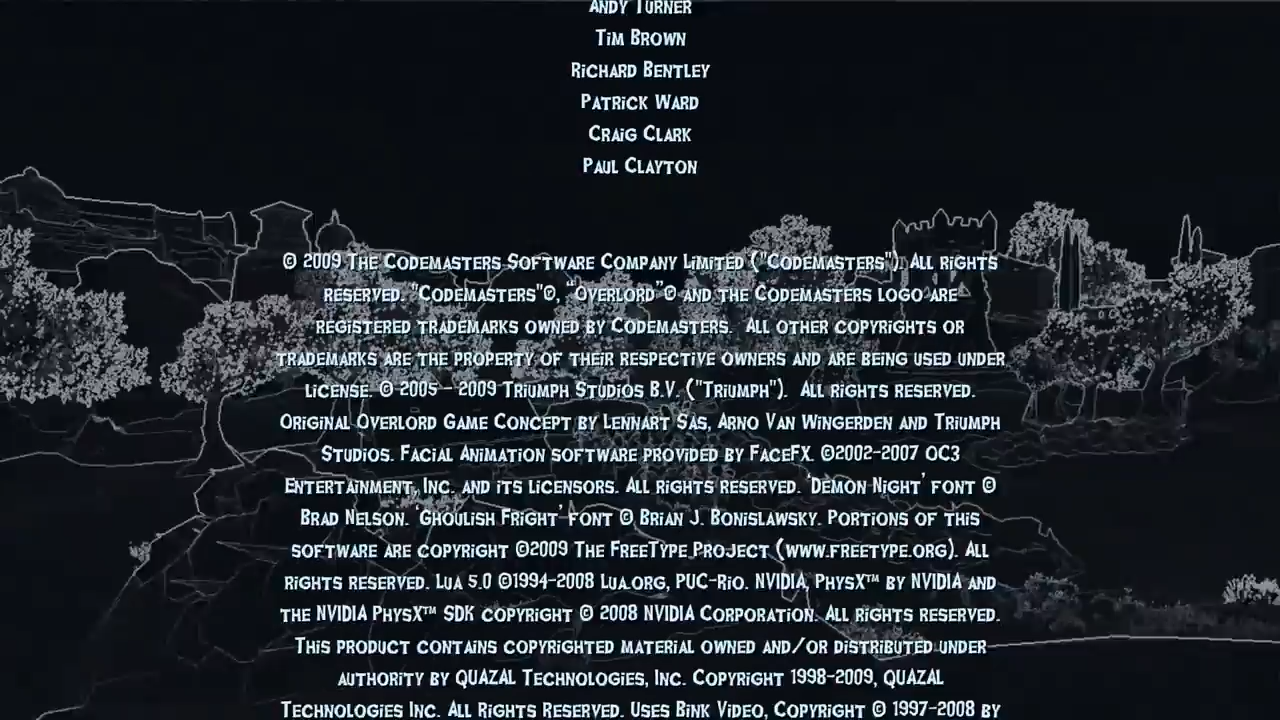 Andy Turner
Tim Brown
Richard Bentley
Patrick Ward
Craig Clark
Paul Clayton
© 2009 The Codemasters Software Company Limited ("Codemasters"). All rights
reserved. "Codemasters"®, "Overlord"® and the Codemasters logo are
registered trademarks owned by Codemasters. All other copyrights or
trademarks are the property of their respective owners and are being used under
license. © 2005 – 2009 Triumph Studios B.V. ("Triumph"). All rights reserved.
Original Overlord Game Concept by Lennart Sas, Arno Van Wingerden and Triumph
Studios. Facial Animation software provided by FaceFX. ©2002-2007 OC3
Entertainment, Inc. and its licensors. All rights reserved. 'Demon Night' font ©
Brad Nelson. 'Ghoulish Fright' font © Brian J. Bonislawsky. Portions of this
software are copyright ©2009 The FreeType Project (www.freetype.org). All
rights reserved. Lua 5.0 ©1994-2008 Lua.org, PUC-Rio. NVIDIA, PhysX™ by NVIDIA and
the NVIDIA PhysX™ SDK copyright © 2008 NVIDIA Corporation. All rights reserved.
This product contains copyrighted material owned and/or distributed under
authority by QUAZAL Technologies, Inc. Copyright 1998-2009, QUAZAL
Technologies Inc. All Rights Reserved. Uses Bink Video, Copyright © 1997-2008 by